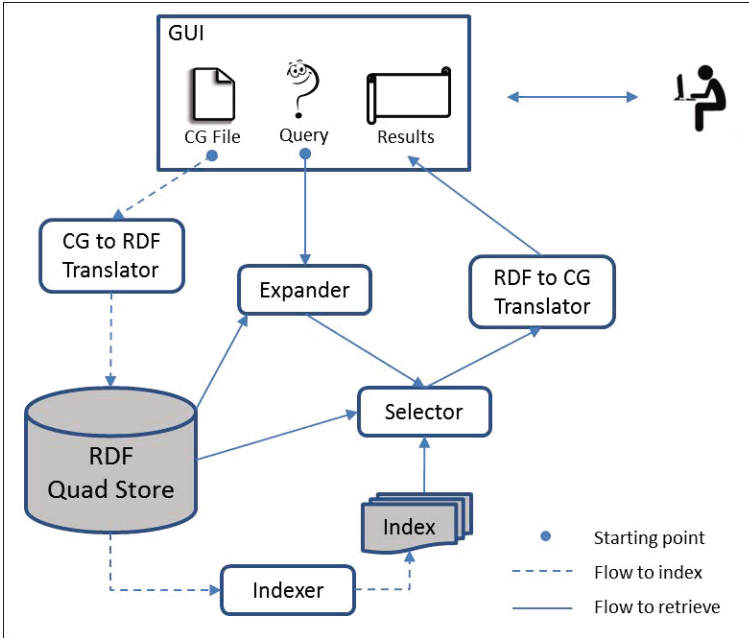 GUI
CG File
Query
Results
CG to RDF
Translator
Expander
RDF to CG
Translator
Selector
RDF
Quad Store
Index
Indexer
Starting point
Flow to index
Flow to retrieve